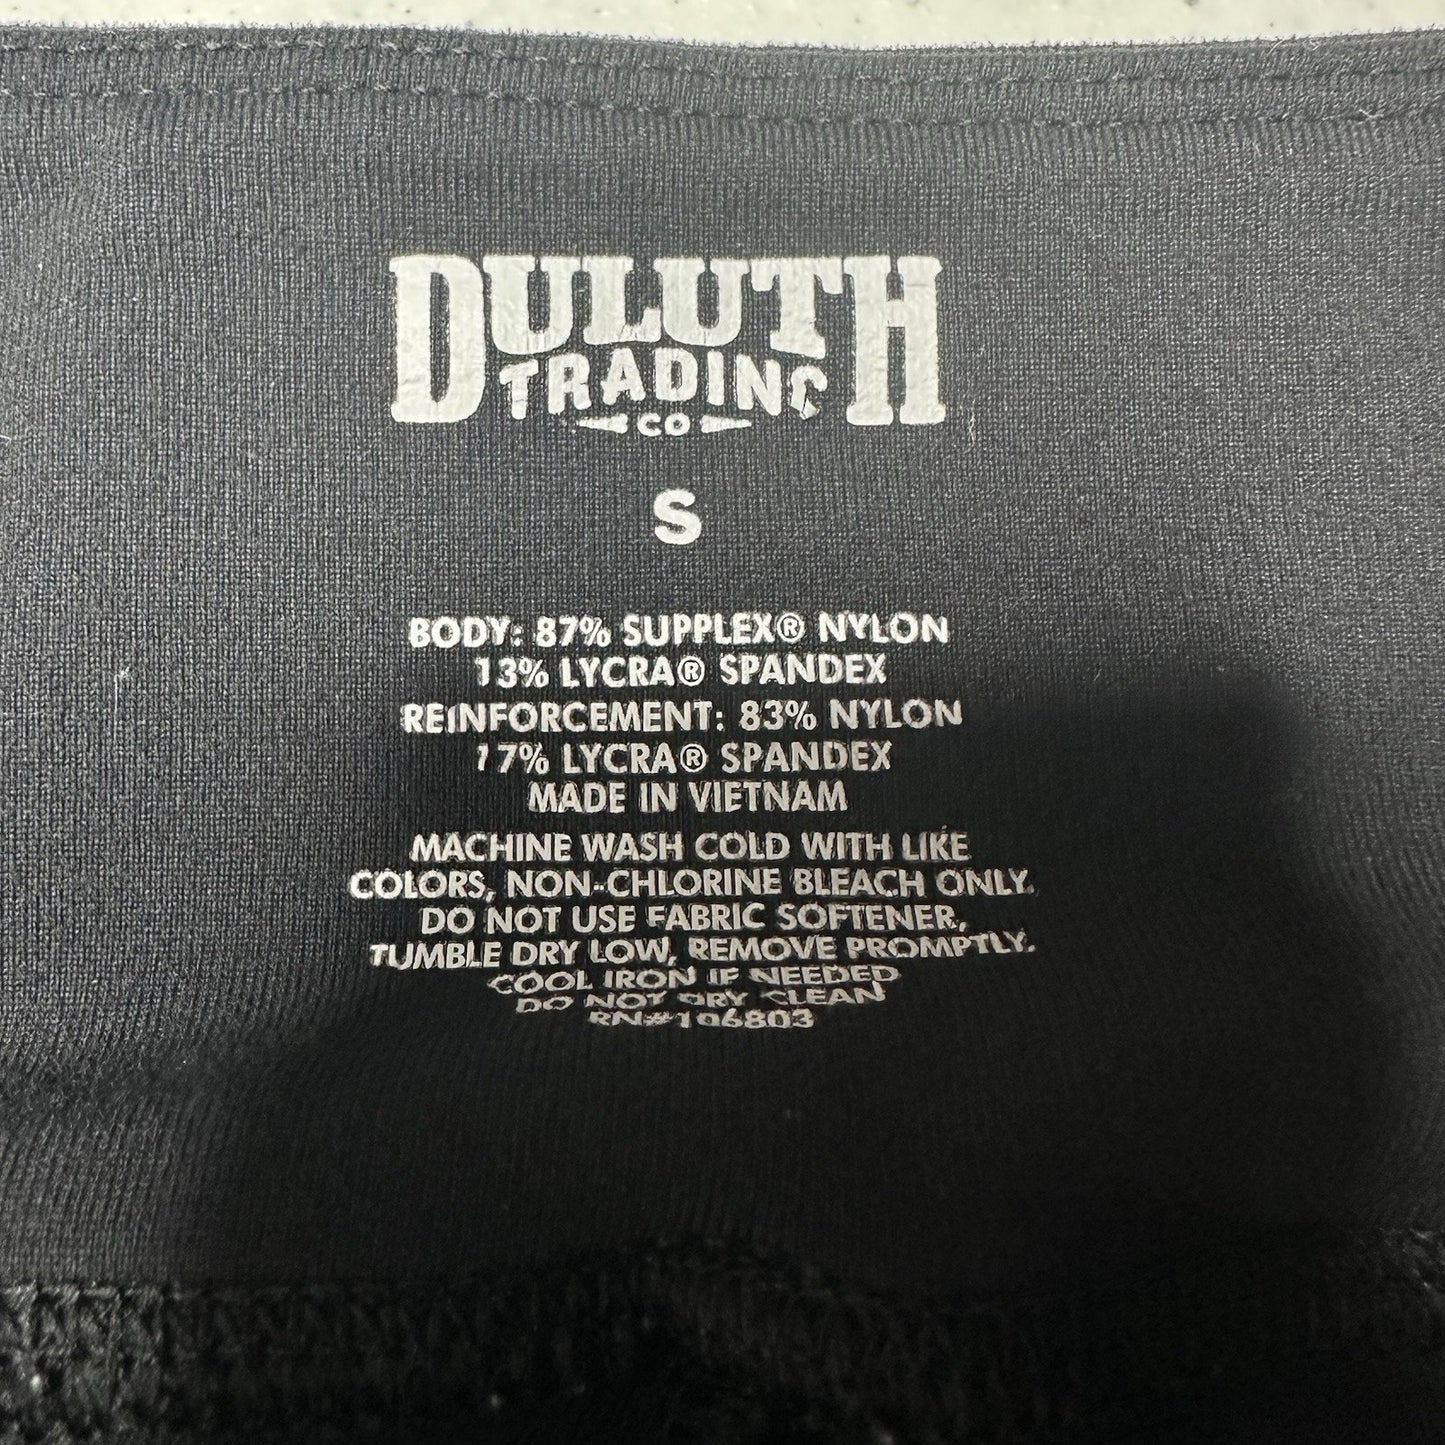 DULUTH
TRADING
CO
S
BODY: 87% SUPPLEX® NYLON
13% LYCRA® SPANDEX
REINFORCEMENT: 83% NYLON
17% LYCRA® SPANDEX
MADE IN VIETNAM
MACHINE WASH COLD WITH LIKE
COLORS, NON-CHLORINE BLEACH ONLY.
DO NOT USE FABRIC SOFTENER,
TUMBLE DRY LOW, REMOVE PROMPTLY.
COOL IRON IF NEEDED
DO NOT DRY CLEAN
RN#106803